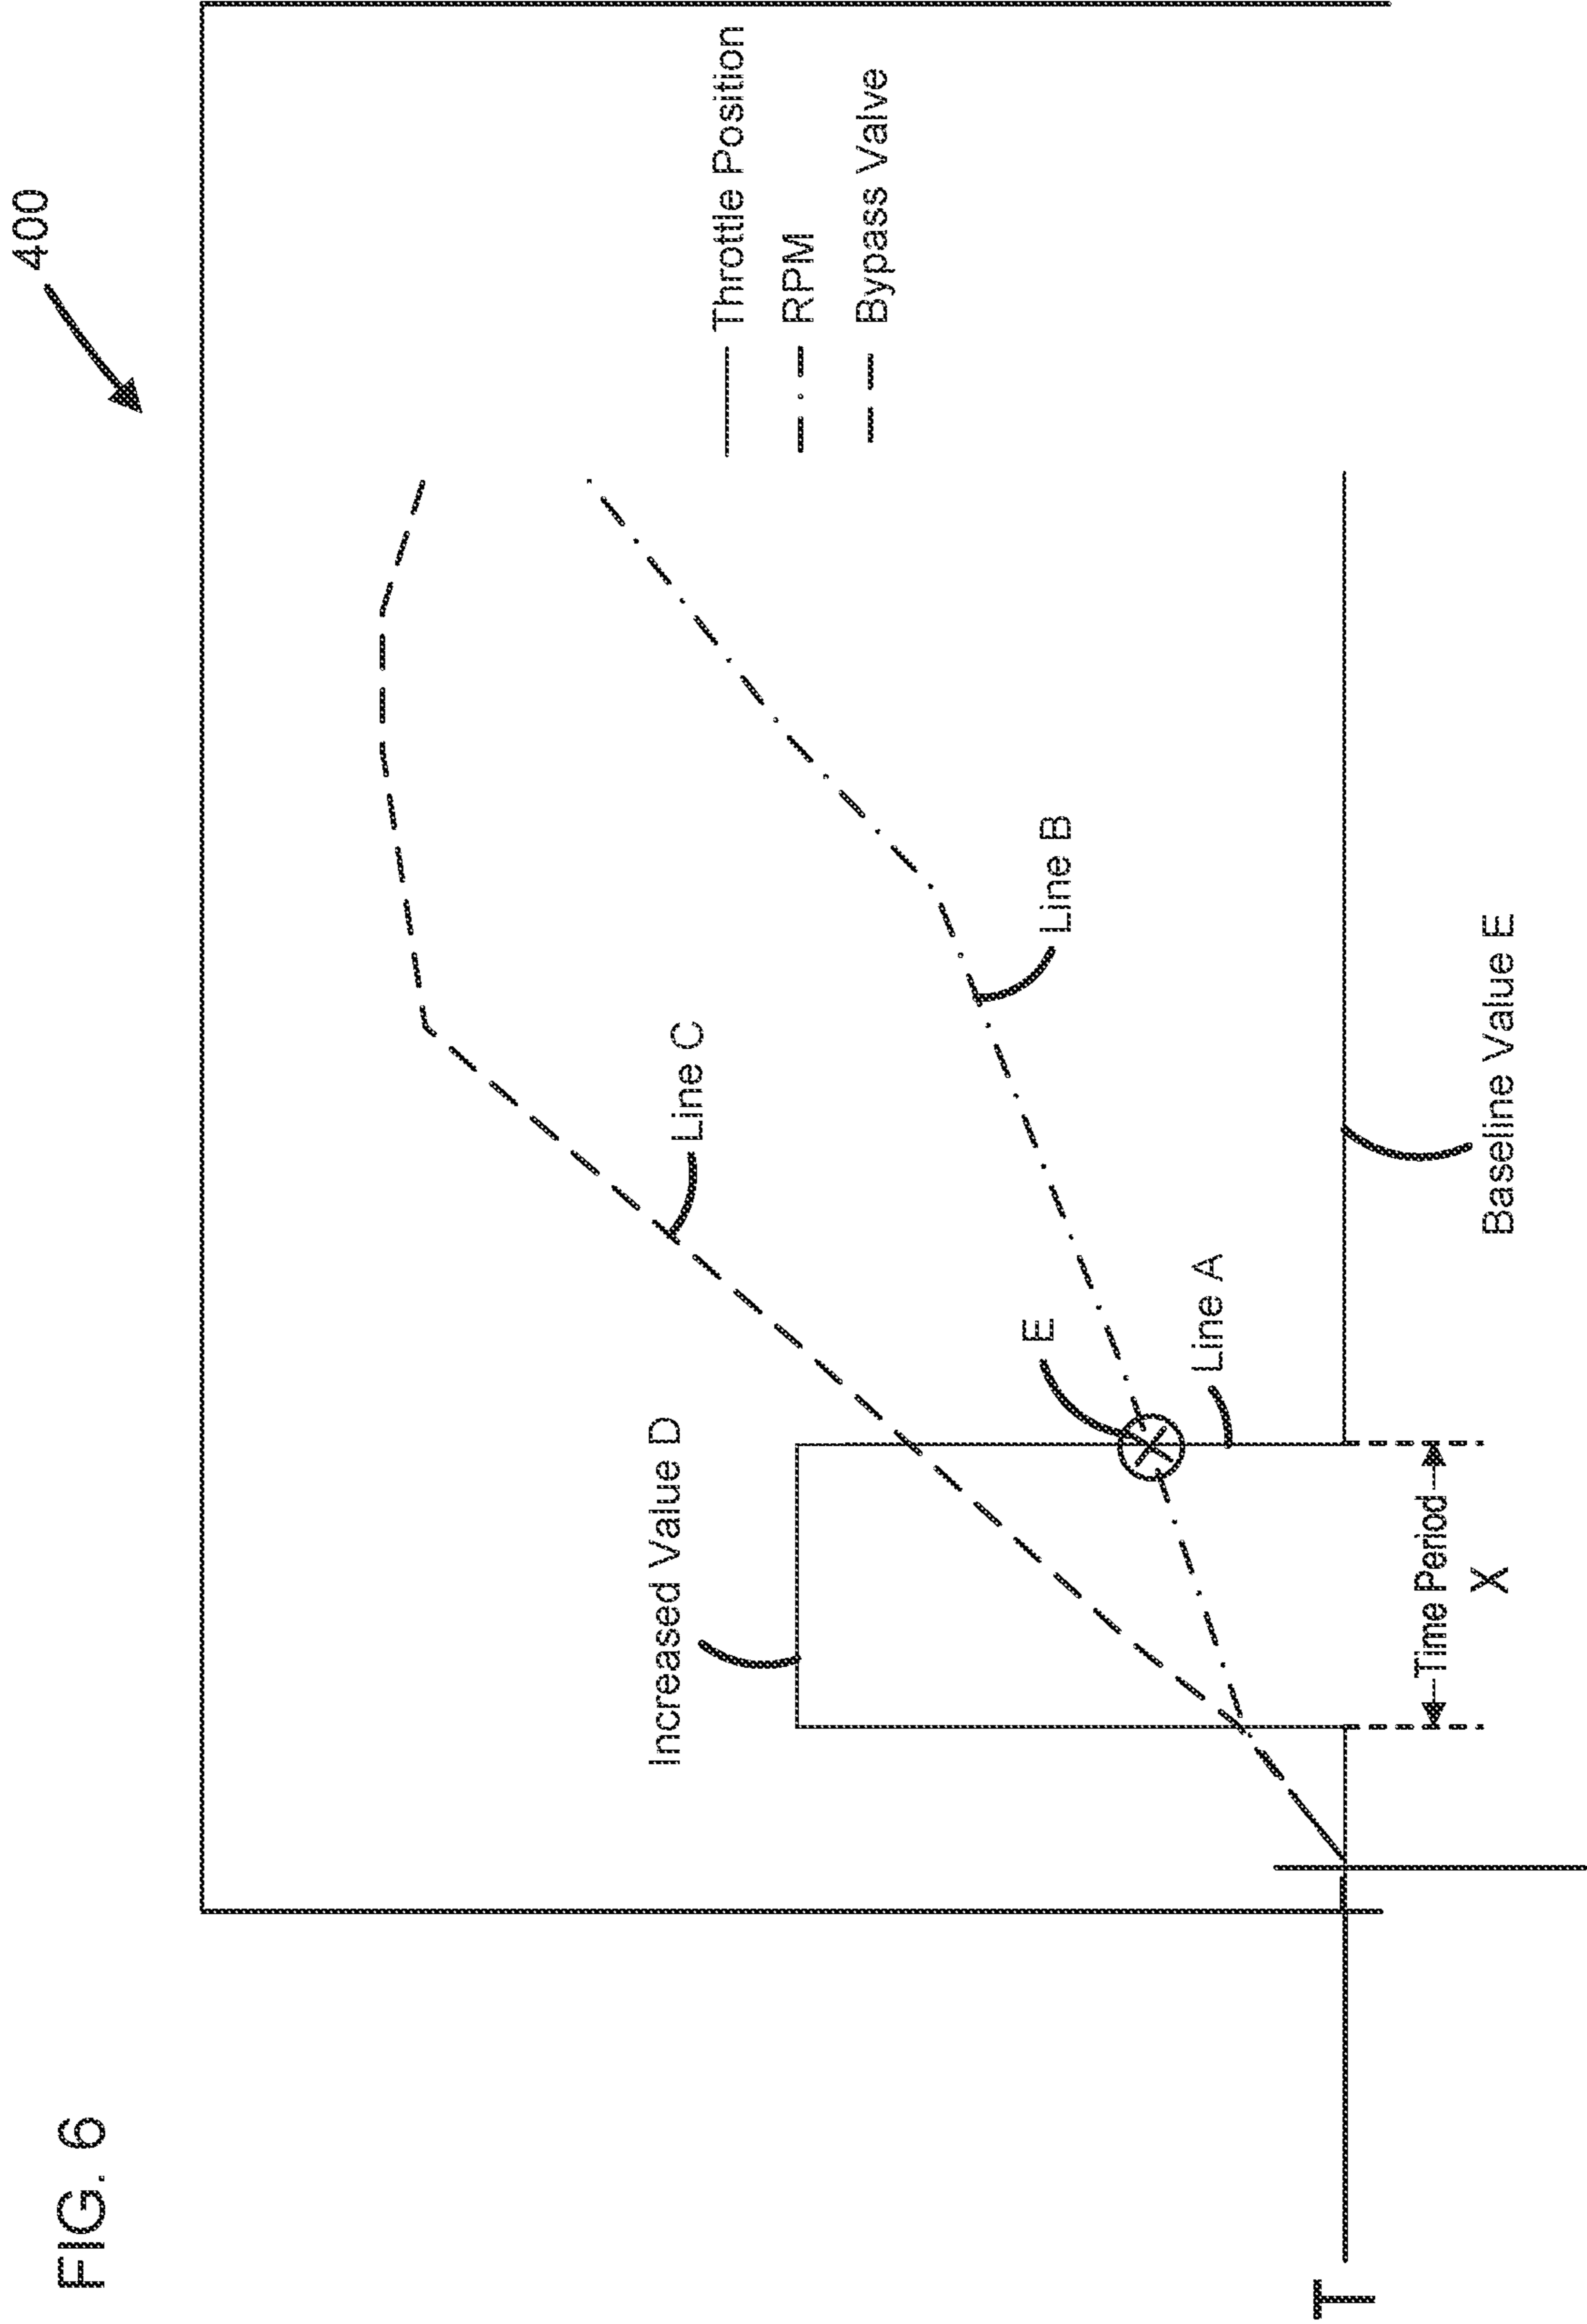 FIG. 6
400
Throttle Position
RPM
Bypass Valve
Line C
Increased Value D
Line B
E
Line A
Time Period
X
Baseline Value E
T